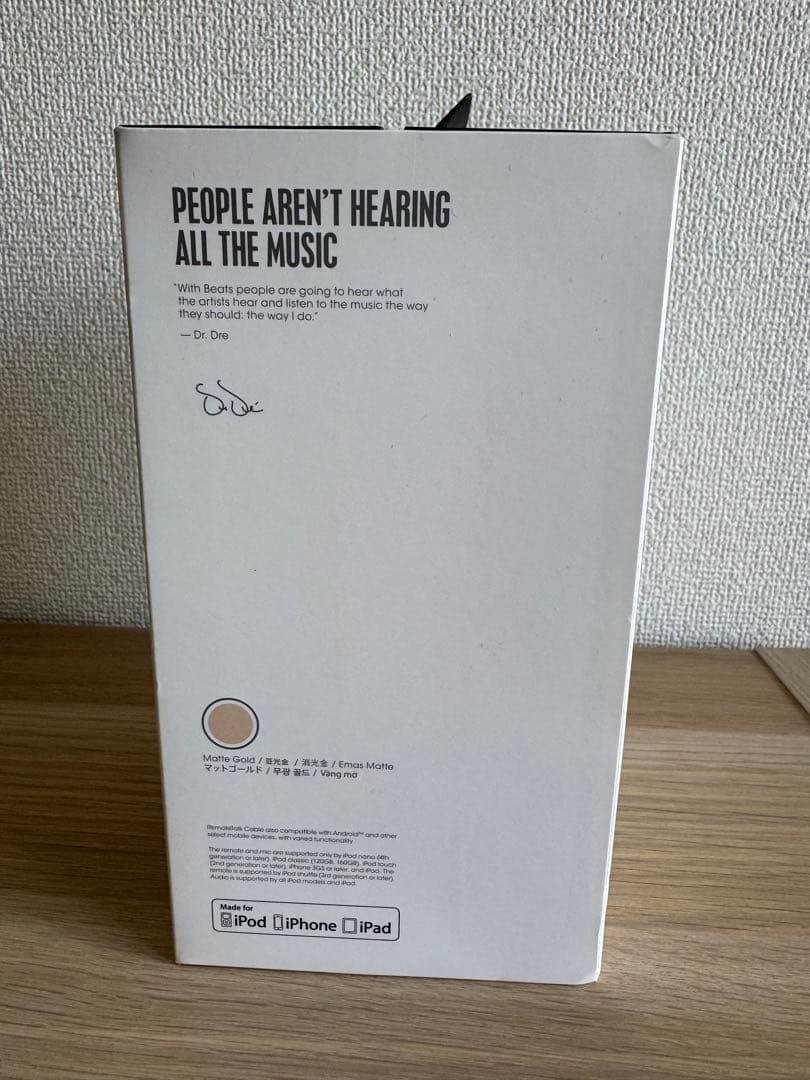 PEOPLE AREN'T HEARING
ALL THE MUSIC
"With Beats people are going to hear what
the artists hear and listen to the music the way
they should: the way I do."
— Dr. Dre
Matte Gold / 亚光金 / 消光金 / Emas Matte
マットゴールド / 무광 골드 / Vàng mờ
RemoteTalk Cable also compatible with Android™ and other
select mobile devices, with varied functionality
The remote and mic are supported only by iPod nano (4th
generation or later), iPod classic (120GB, 160GB), iPod touch
(2nd generation or later), iPhone 3GS or later, and iPad. The
remote is supported by iPod shuffle (3rd generation or later).
Audio is supported by all iPod models and iPad.
Made for
iPod iPhone iPad